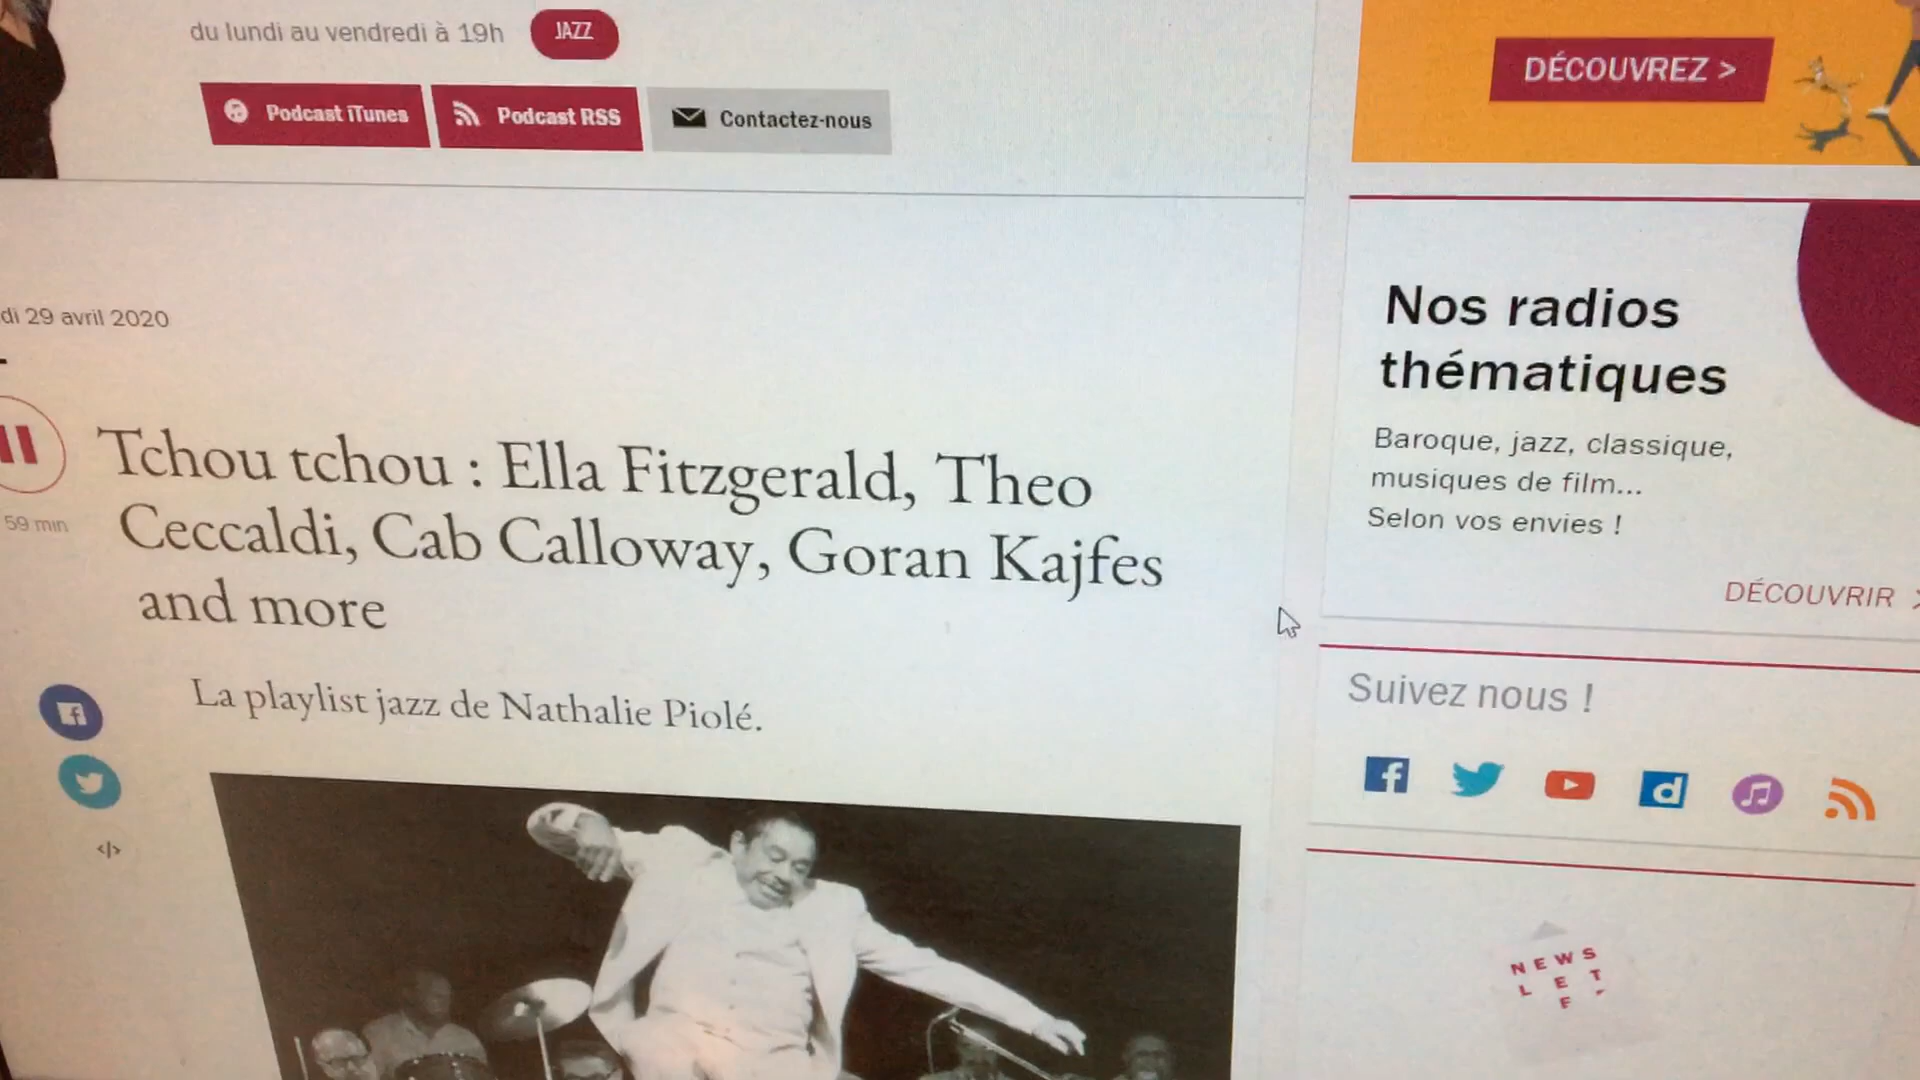 du lundi au vendredi à 19h
JAZZ
Podcast iTunes
Podcast RSS
Contactez-nous
DÉCOUVREZ >
di 29 avril 2020
59 min
Tchou tchou : Ella Fitzgerald, Theo
Ceccaldi, Cab Calloway, Goran Kajfes
and more
La playlist jazz de Nathalie Piolé.
Nos radios
thématiques
Baroque, jazz, classique,
musiques de film...
Selon vos envies !
DÉCOUVRIR >
Suivez nous !
NEWS
LET